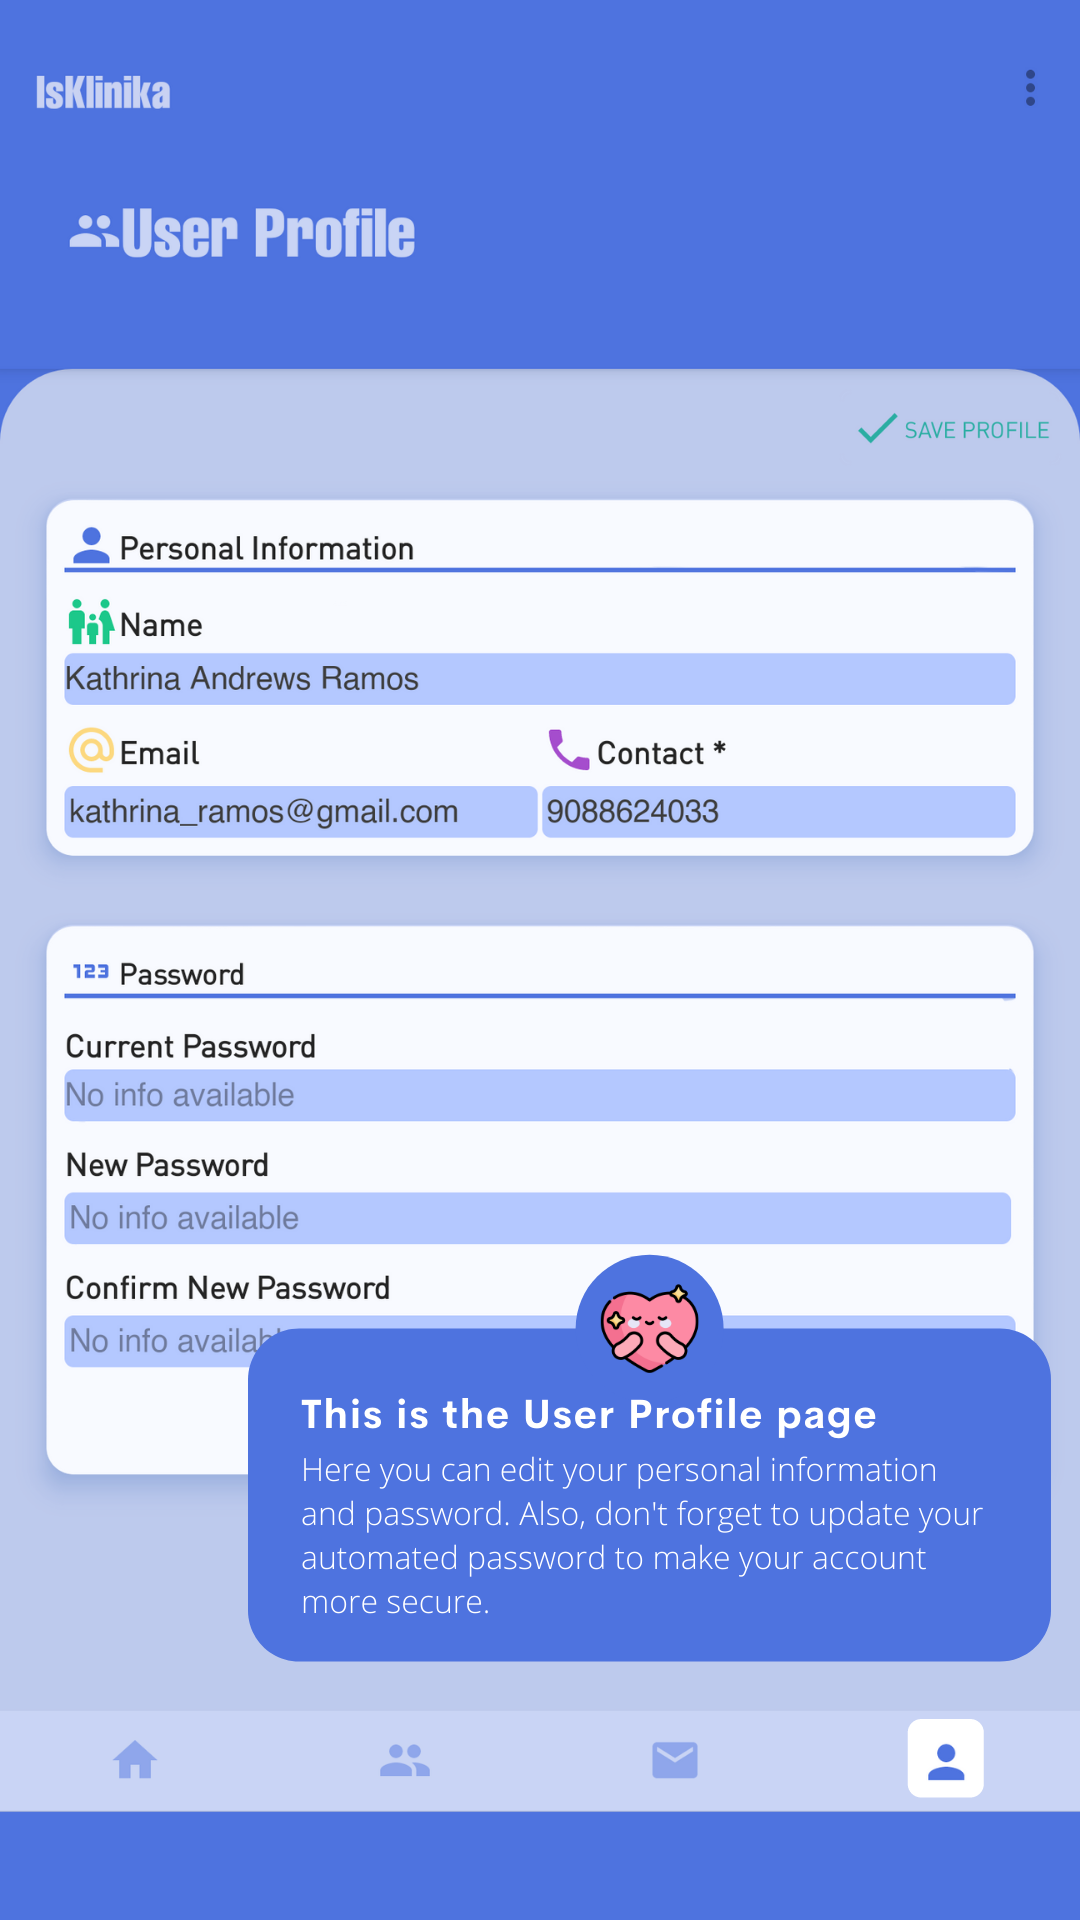 IsKlinika
User Profile
SAVE PROFILE
Personal Information
Name
Kathrina Andrews Ramos
Email
Contact *
kathrina_ramos@gmail.com
9088624033
123 Password
Current Password
No info available
New Password
No info available
Confirm New Password
No info
This is the User Profile page
Here you can edit your personal information
and password. Also, don't forget to update your
automated password to make your account
more secure.